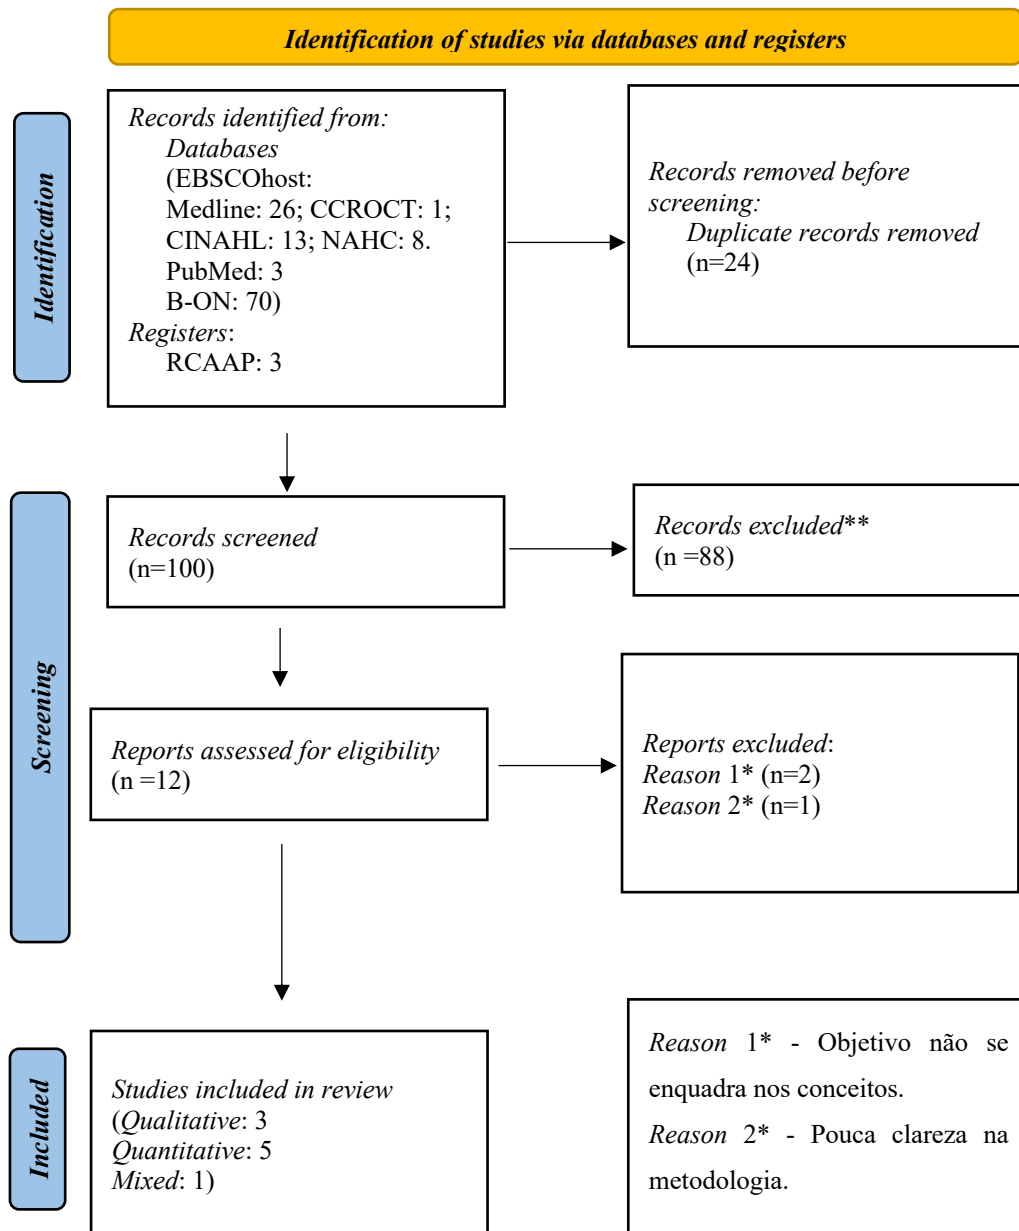 Identification of studies via databases and registers
Identification
Records identified from:
Databases
(EBSCOhost:
Medline: 26; CCROCT: 1;
CINAHL: 13; NAHC: 8.
PubMed: 3
B-ON: 70)
Registers:
RCAAP: 3
Records removed before
screening:
Duplicate records removed
(n=24)
Screening
Records screened
(n=100)
Records excluded**
(n =88)
Reports assessed for eligibility
(n =12)
Reports excluded:
Reason 1* (n=2)
Reason 2* (n=1)
Included
Studies included in review
(Qualitative: 3
Quantitative: 5
Mixed: 1)
Reason 1* - Objetivo não se
enquadra nos conceitos.
Reason 2* - Pouca clareza na
metodologia.